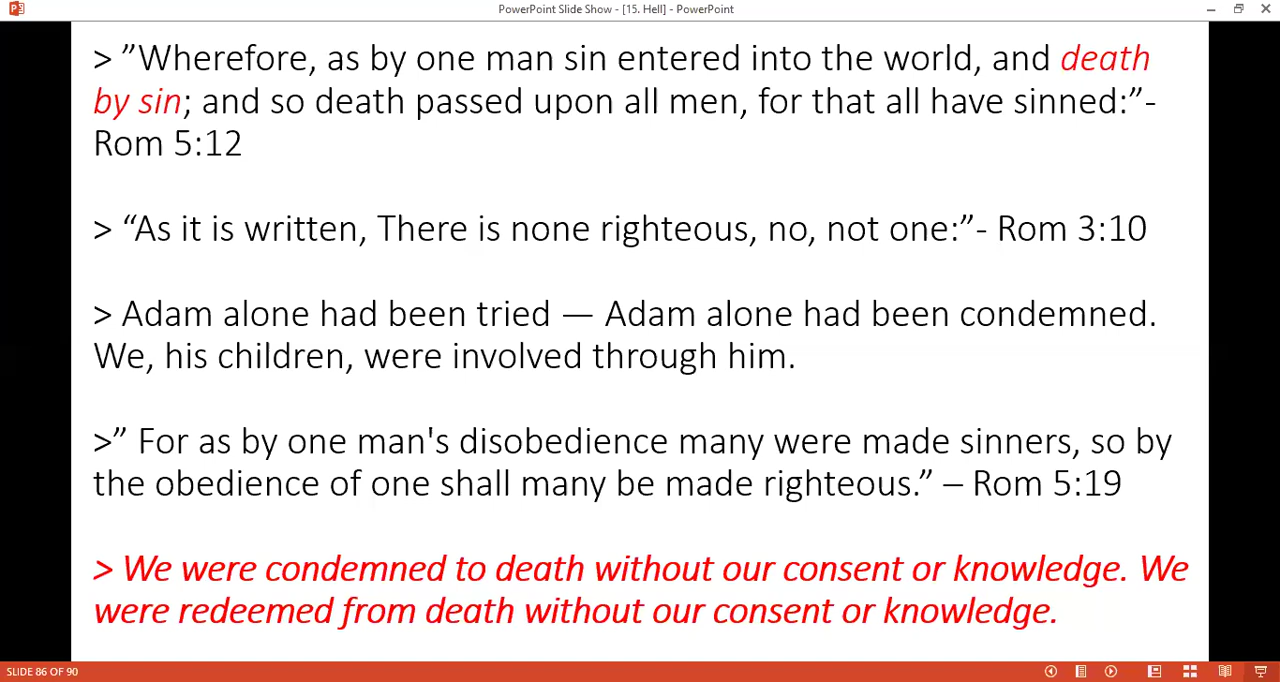 PowerPoint Slide Show - [15. Hell] - PowerPoint
> ”Wherefore, as by one man sin entered into the world, and death
by sin; and so death passed upon all men, for that all have sinned:”-
Rom 5:12
> “As it is written, There is none righteous, no, not one:”- Rom 3:10
> Adam alone had been tried — Adam alone had been condemned.
We, his children, were involved through him.
>” For as by one man's disobedience many were made sinners, so by
the obedience of one shall many be made righteous.” – Rom 5:19
> We were condemned to death without our consent or knowledge. We
were redeemed from death without our consent or knowledge.
SLIDE 86 OF 90